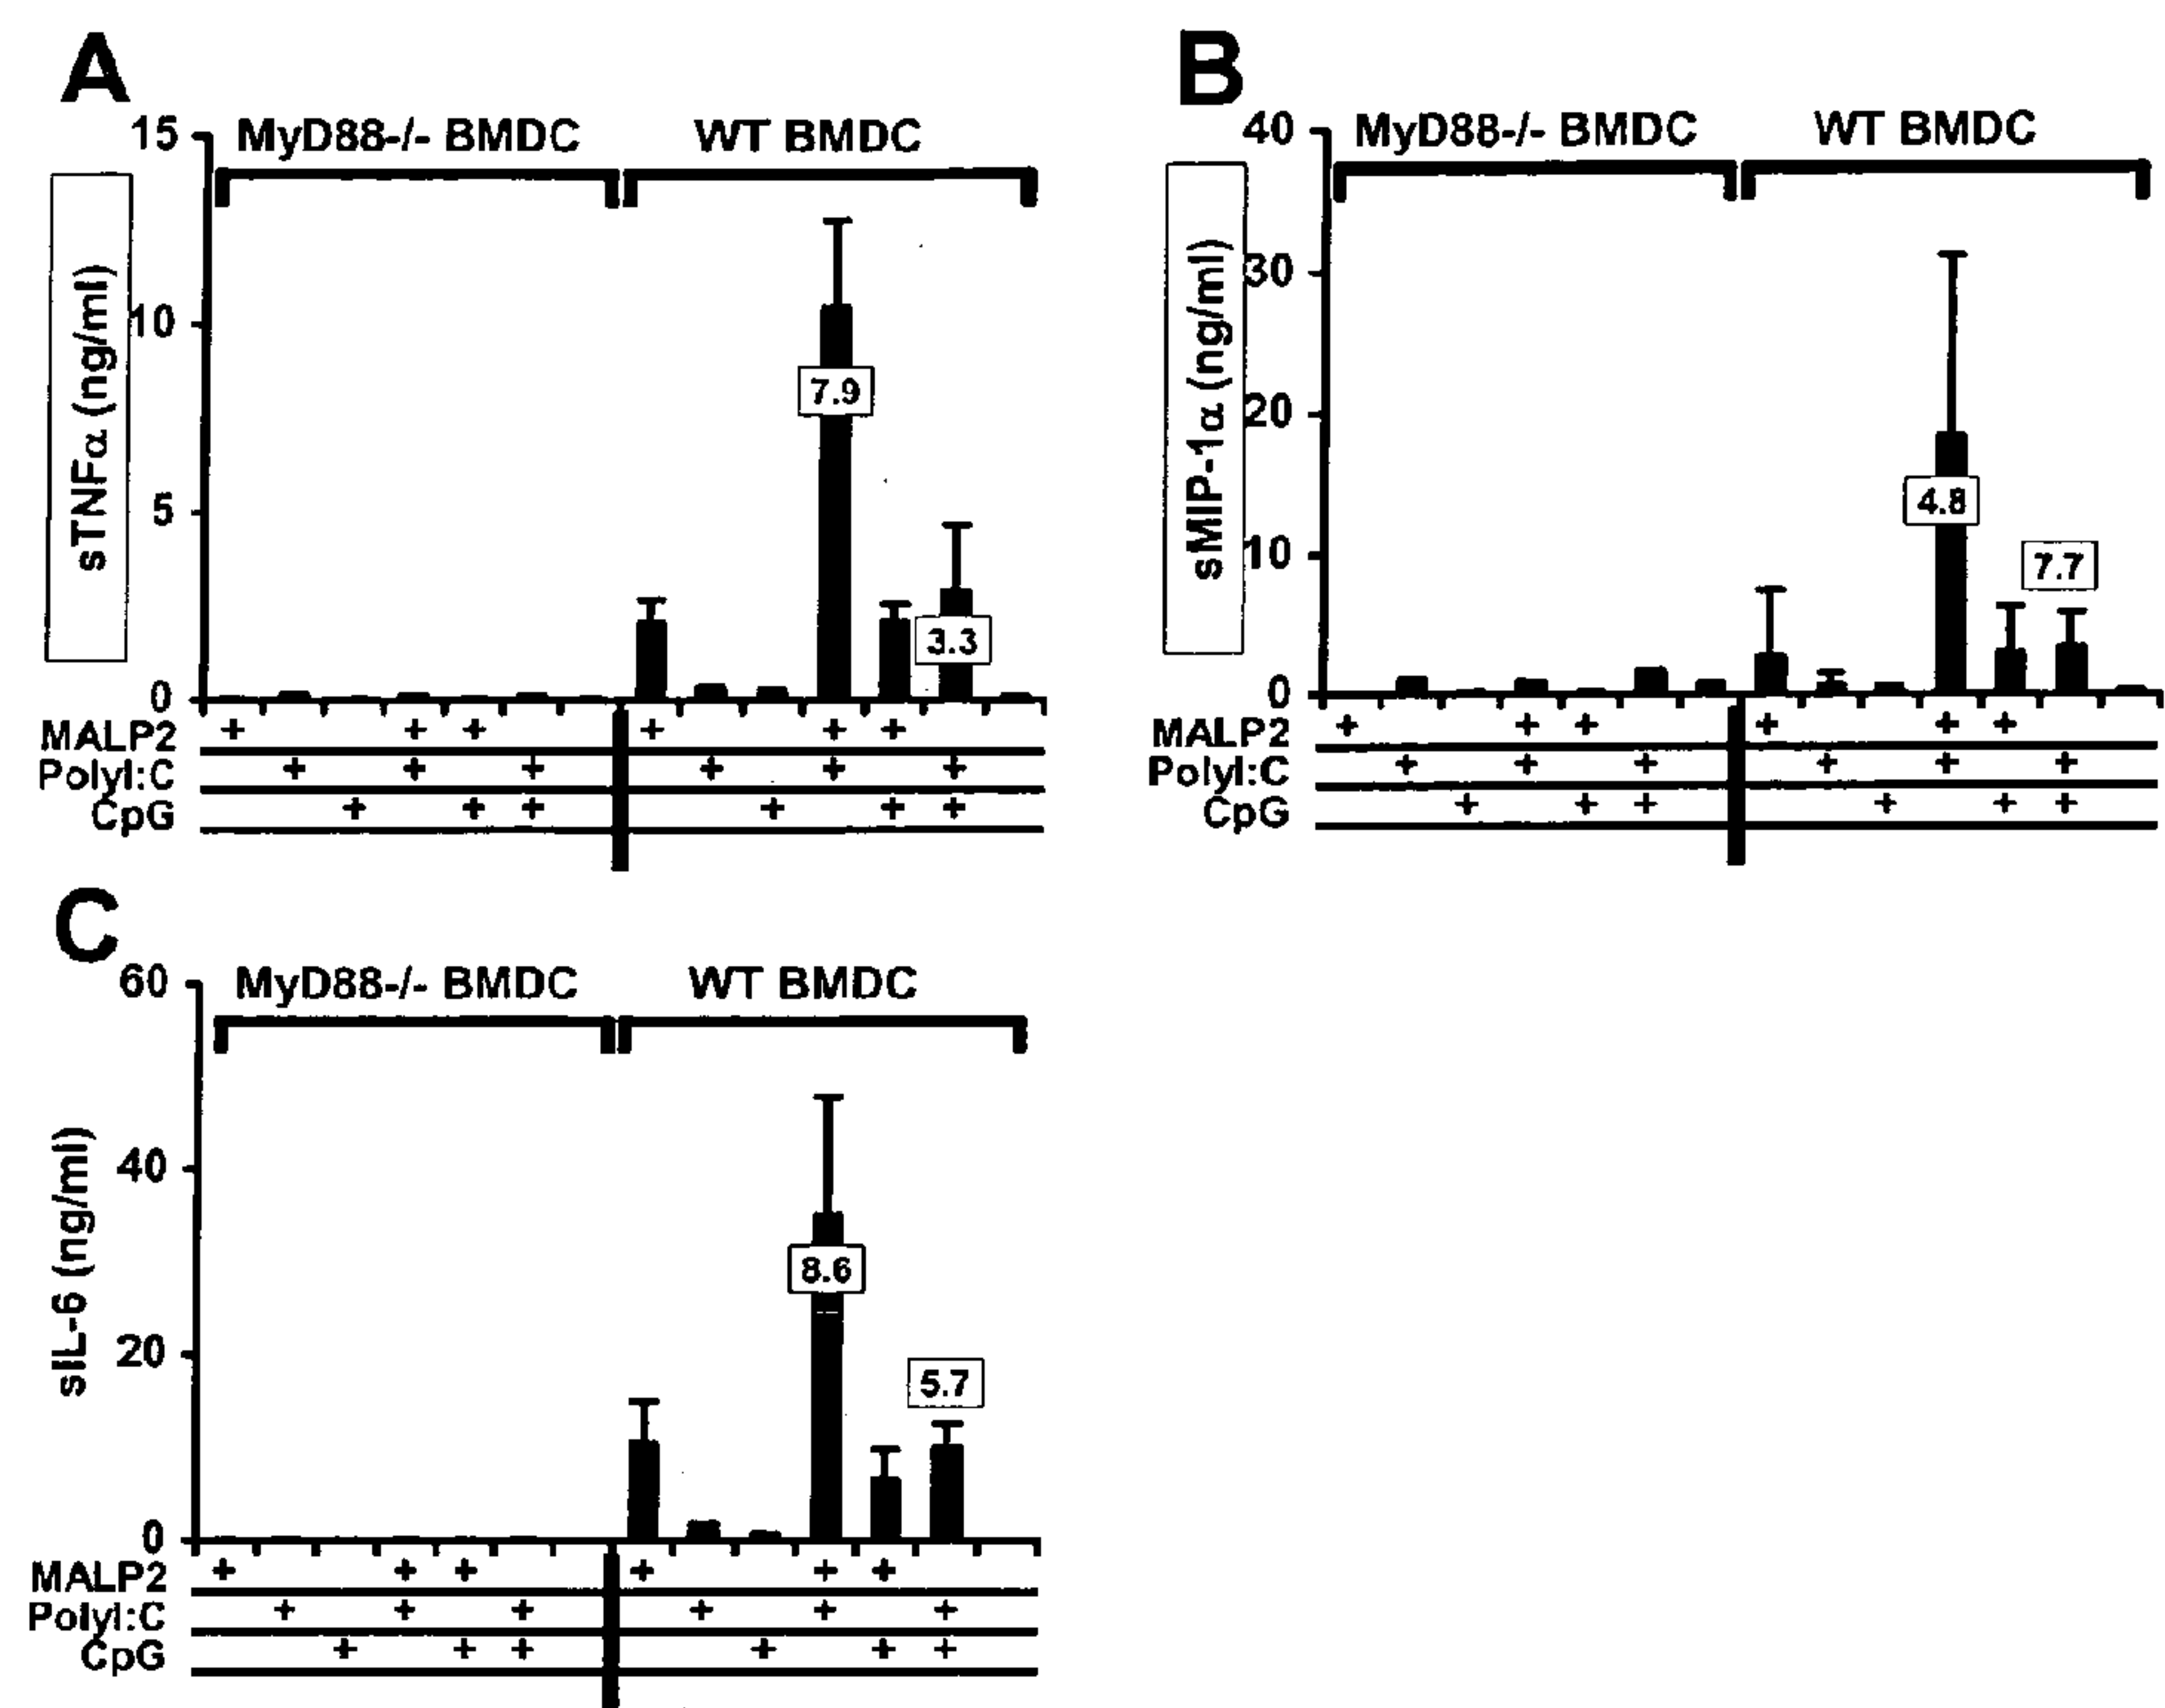 A
15
MyD88-/- BMDC
WT BMDC
sTNFα (ng/ml)
10
7.9
5
3.3
0
MALP2 + + + + + +
PolyI:C + + + + + +
CpG + + + + + +
B
40
MyD88-/- BMDC
WT BMDC
sMIP-1α (ng/ml)
30
20
4.8
10
7.7
0
MALP2 + + + + + +
PolyI:C + + + + + +
CpG + + + + + +
C
60
MyD88-/- BMDC
WT BMDC
sIL-6 (ng/ml)
40
8.6
20
5.7
0
MALP2 + + + + + +
PolyI:C + + + + + +
CpG + + + + + +